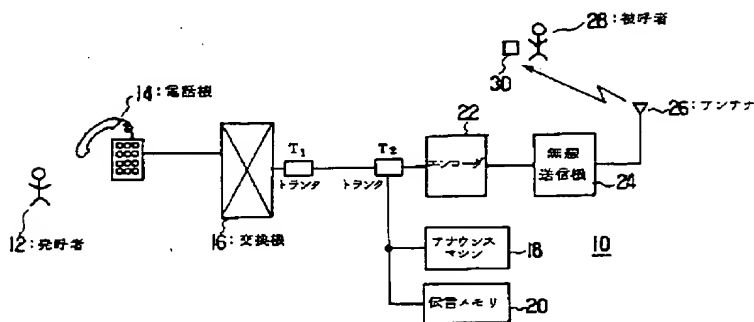 28:被呼者
30
14:電話機
22
26:アンテナ
T1
T2
エンコーダ
無線
送信機
トランク
トランク
24
12:発呼者
16:交換機
アナウンス
マシン
18
10
伝言メモリ
20